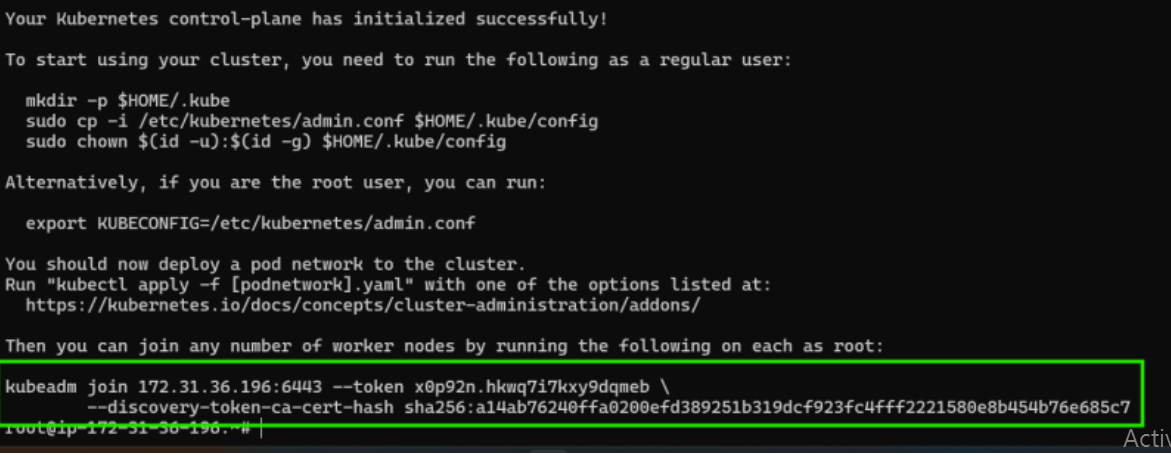 Your Kubernetes control-plane has initialized successfully!
To start using your cluster, you need to run the following as a regular user:
mkdir -p $HOME/.kube
sudo cp -i /etc/kubernetes/admin.conf $HOME/.kube/config
sudo chown $(id -u):$(id -g) $HOME/.kube/config
Alternatively, if you are the root user, you can run:
export KUBECONFIG=/etc/kubernetes/admin.conf
You should now deploy a pod network to the cluster.
Run "kubectl apply -f [podnetwork].yaml" with one of the options listed at:
https://kubernetes.io/docs/concepts/cluster-administration/addons/
Then you can join any number of worker nodes by running the following on each as root:
kubeadm join 172.31.36.196:6443 --token x0p92n.hkwq7i7kxy9dqmeb \
--discovery-token-ca-cert-hash sha256:a14ab76240ffa0200efd389251b319dcf923fc4fff2221580e8b454b76e685c7
root@ip-172-31-36-196:~#
Activ